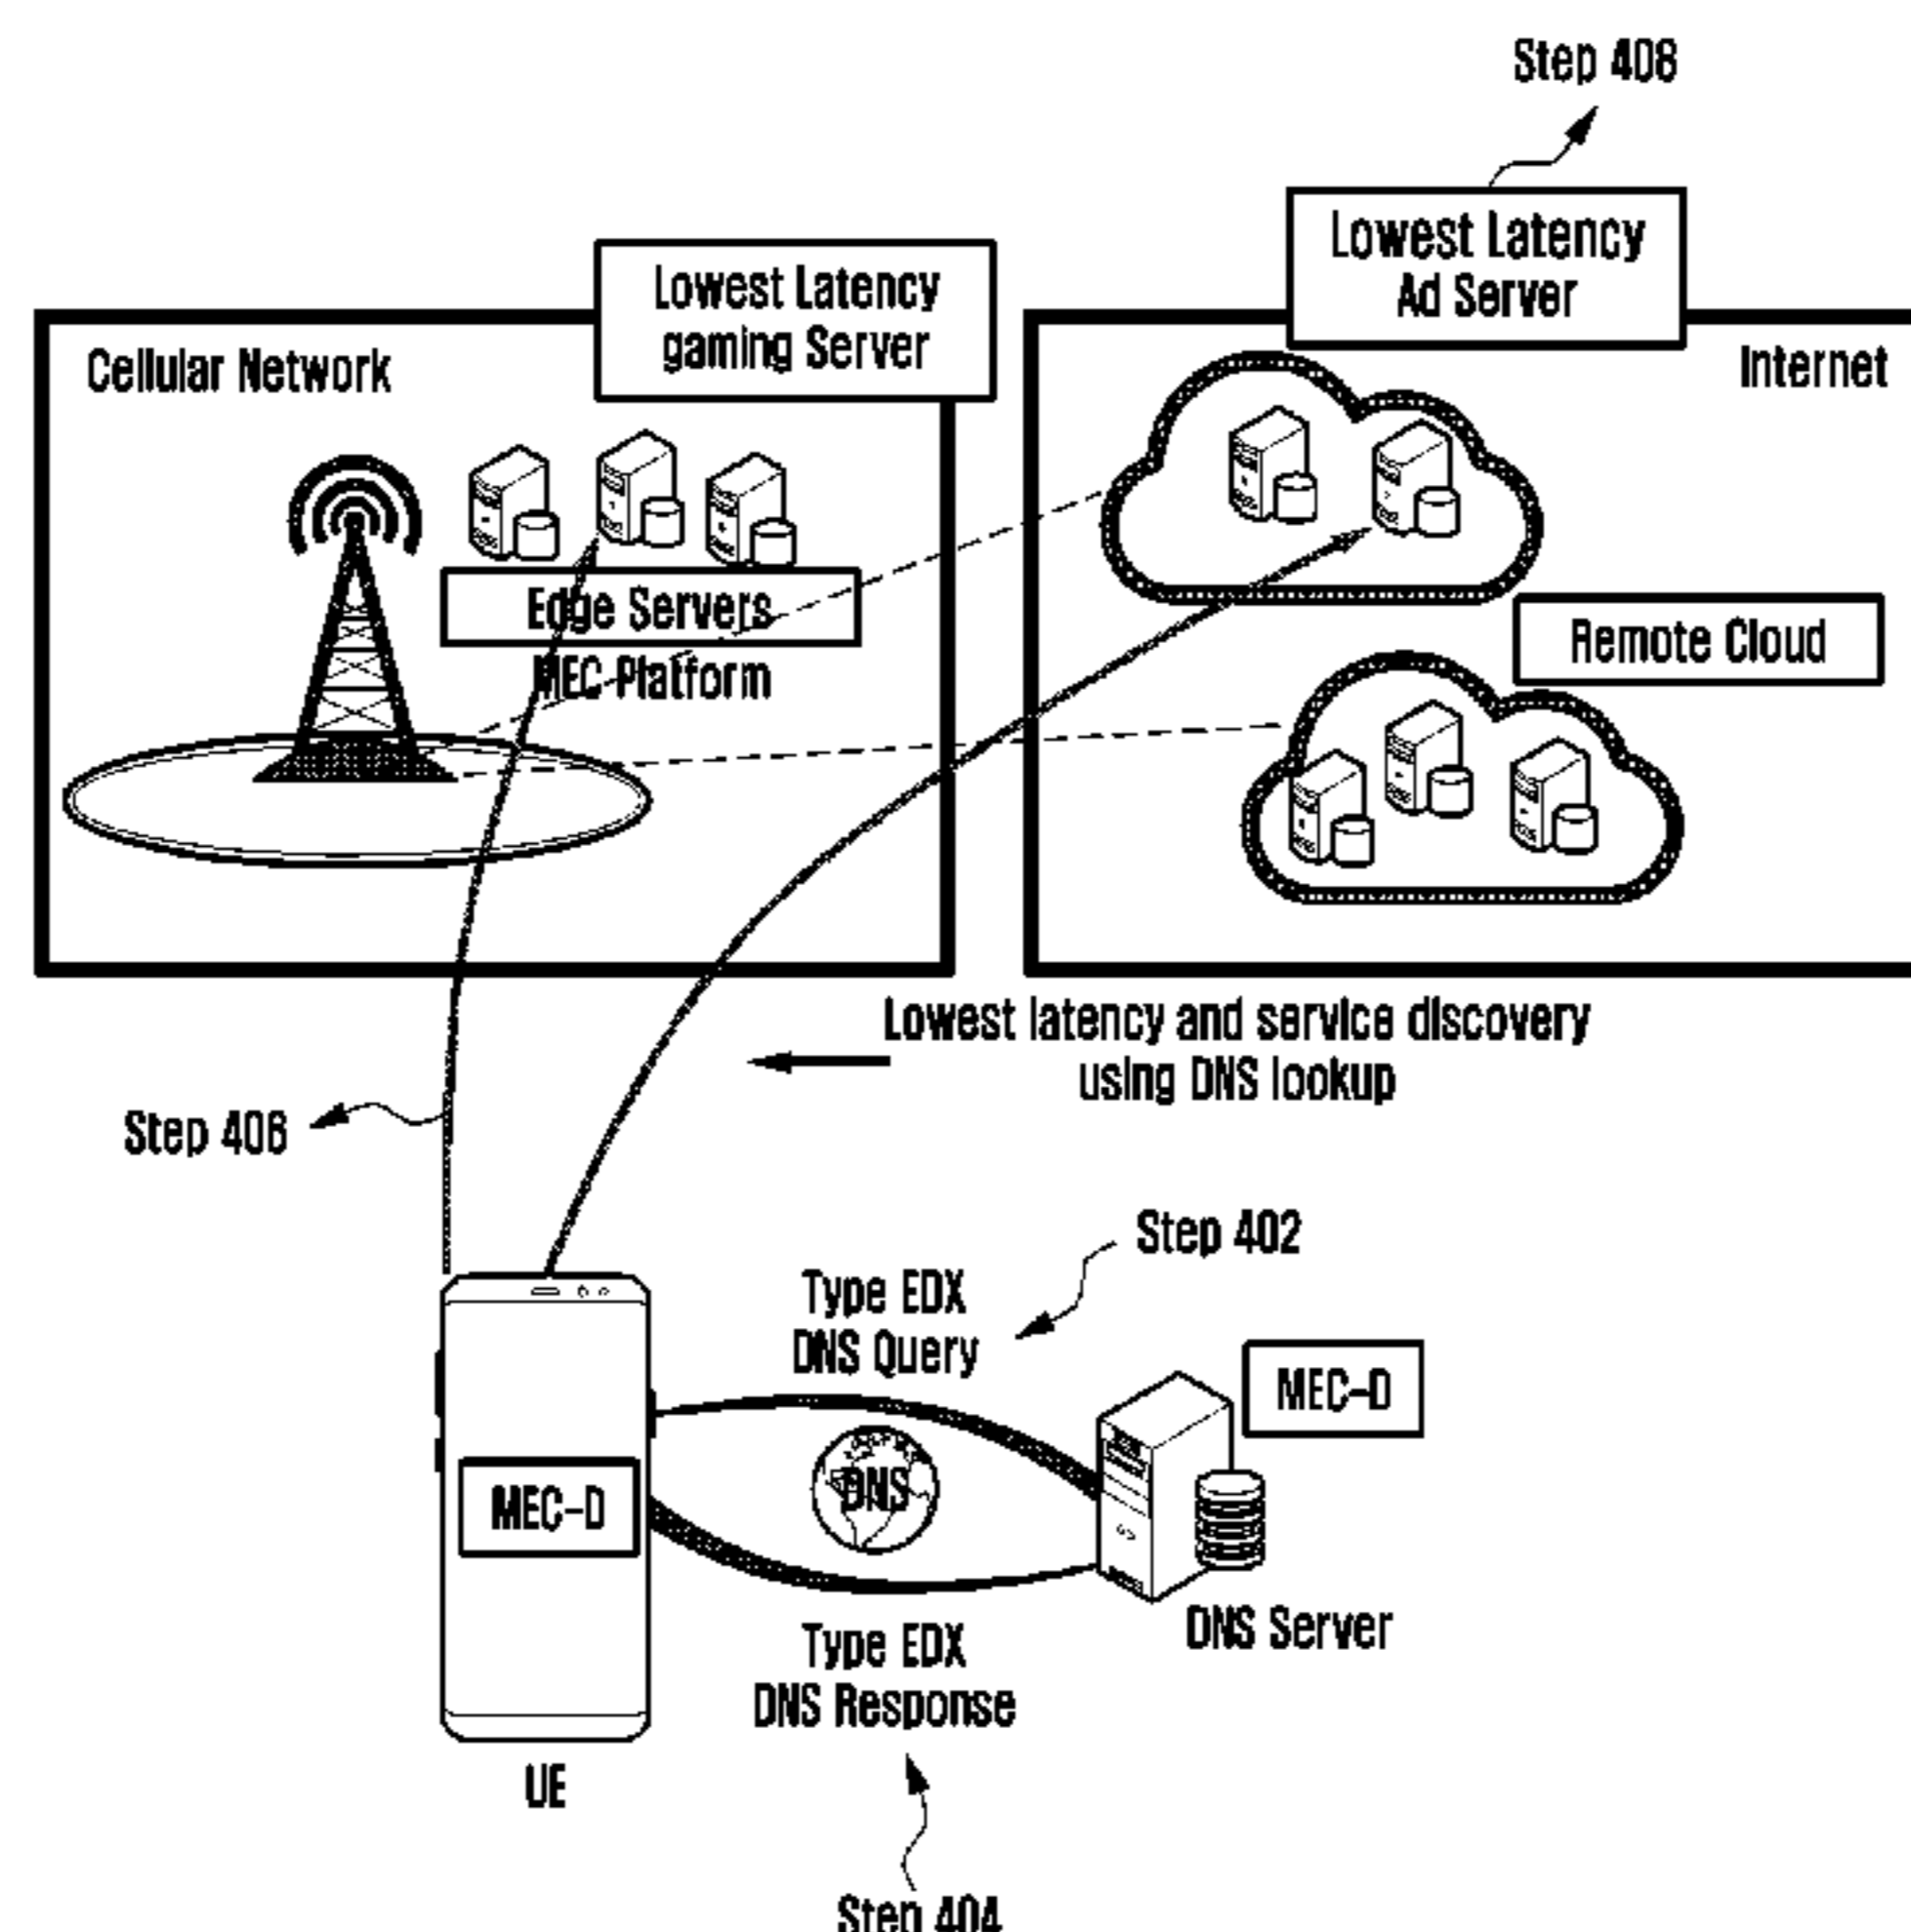 Step 408
Lowest Latency
Ad Server
Lowest Latency
gaming Server
Cellular Network
Internet
Edge Servers
MEC Platform
Remote Cloud
Lowest latency and service discovery
using DNS lookup
Step 406
Step 402
Type EDX
DNS Query
MEC-D
DNS
MEC-D
DNS Server
Type EDX
DNS Response
UE
Step 404